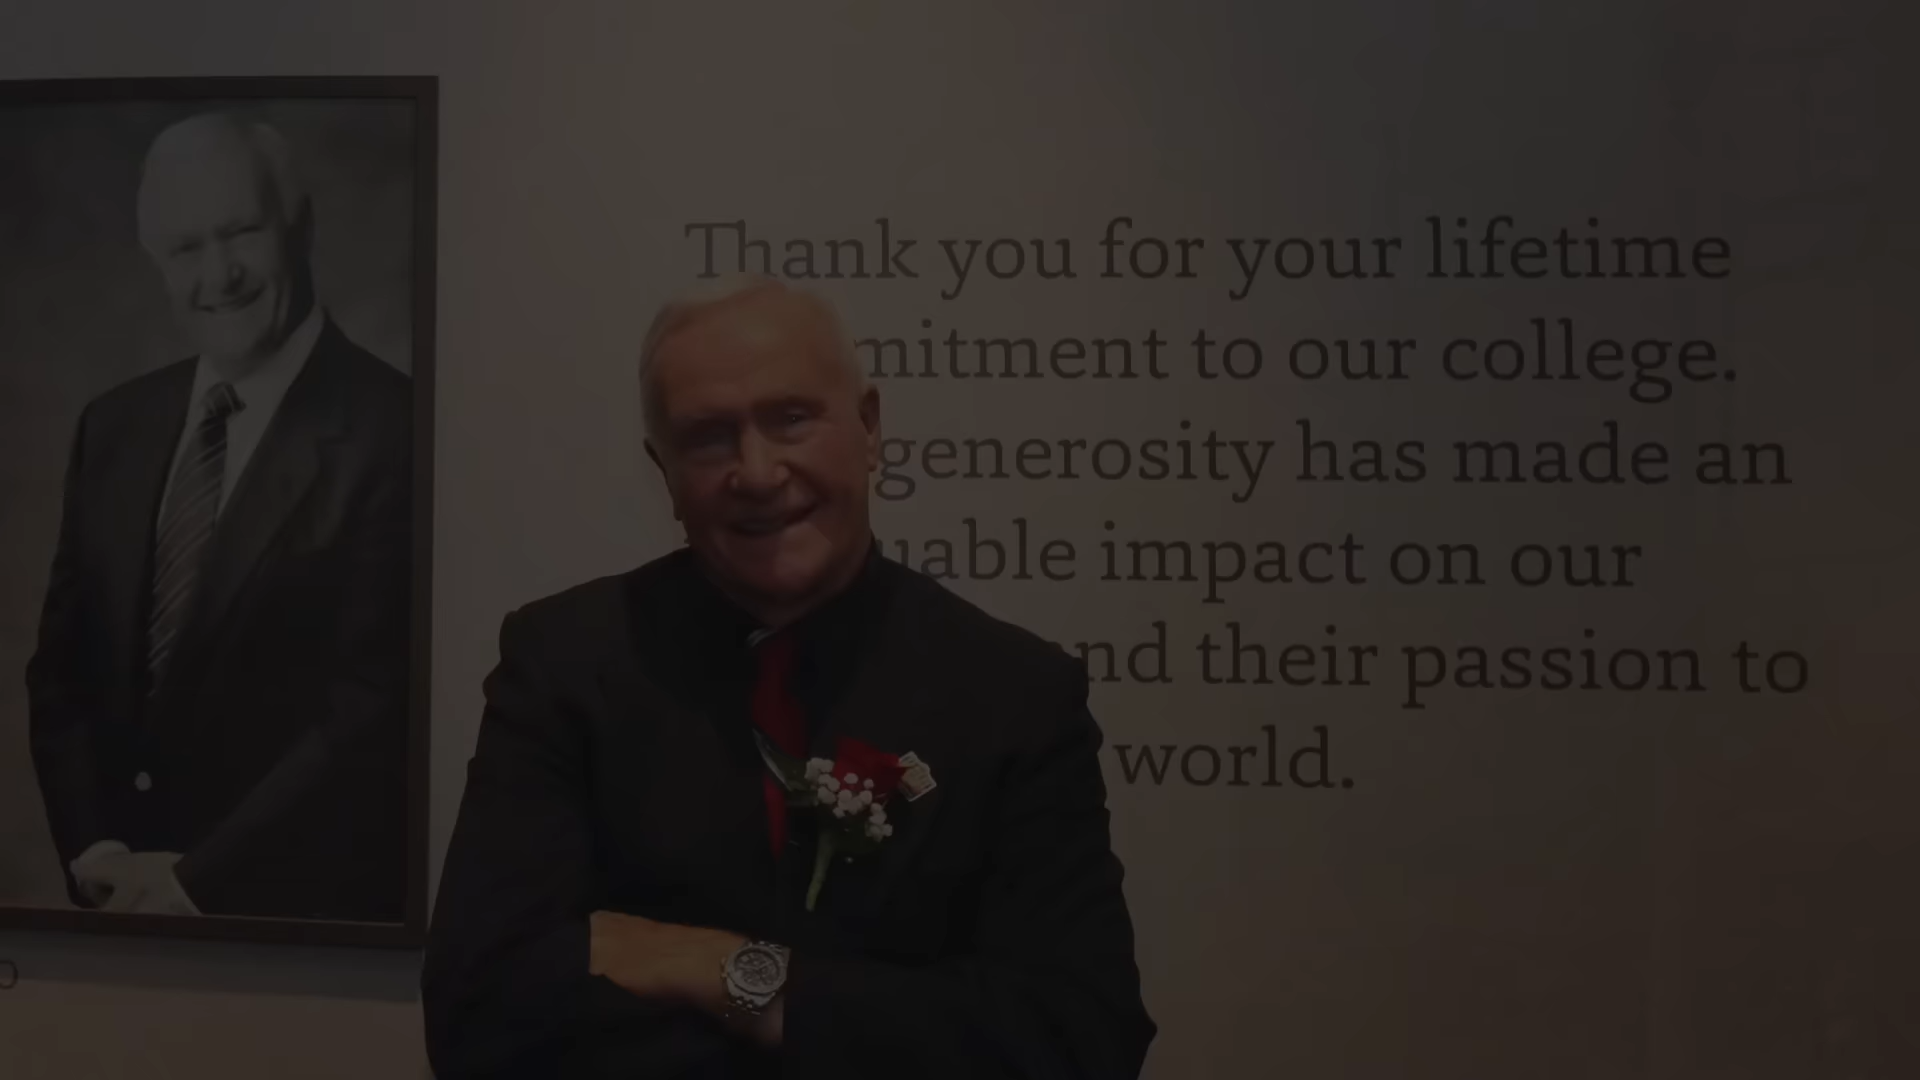 Thank you for your lifetime
mitment to our college.
generosity has made an
uable impact on our
nd their passion to
world.